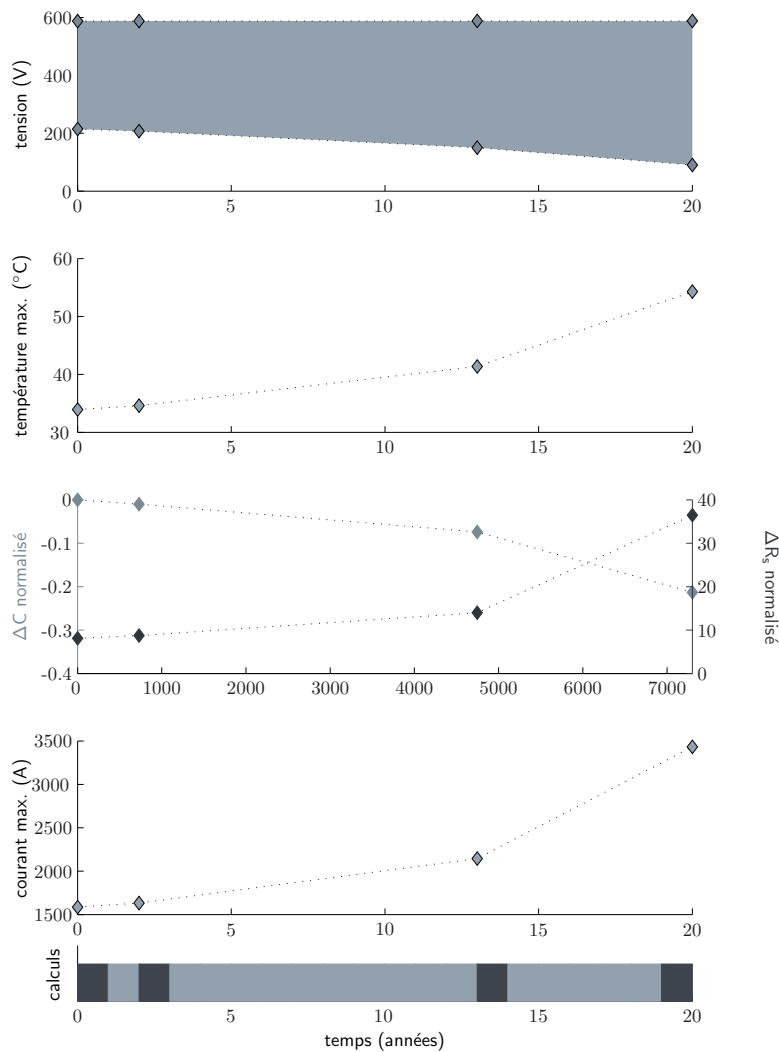 600
400
200
0
tension (V)
0 5 10 15 20
60
50
40
30
température max. (°C)
0 5 10 15 20
0
-0.1
-0.2
-0.3
-0.4
ΔC normalisé
40
30
20
10
0
ΔRs normalisé
0 1000 2000 3000 4000 5000 6000 7000
3500
3000
2500
2000
1500
courant max. (A)
0 5 10 15 20
calculs
0 5 10 15 20
temps (années)